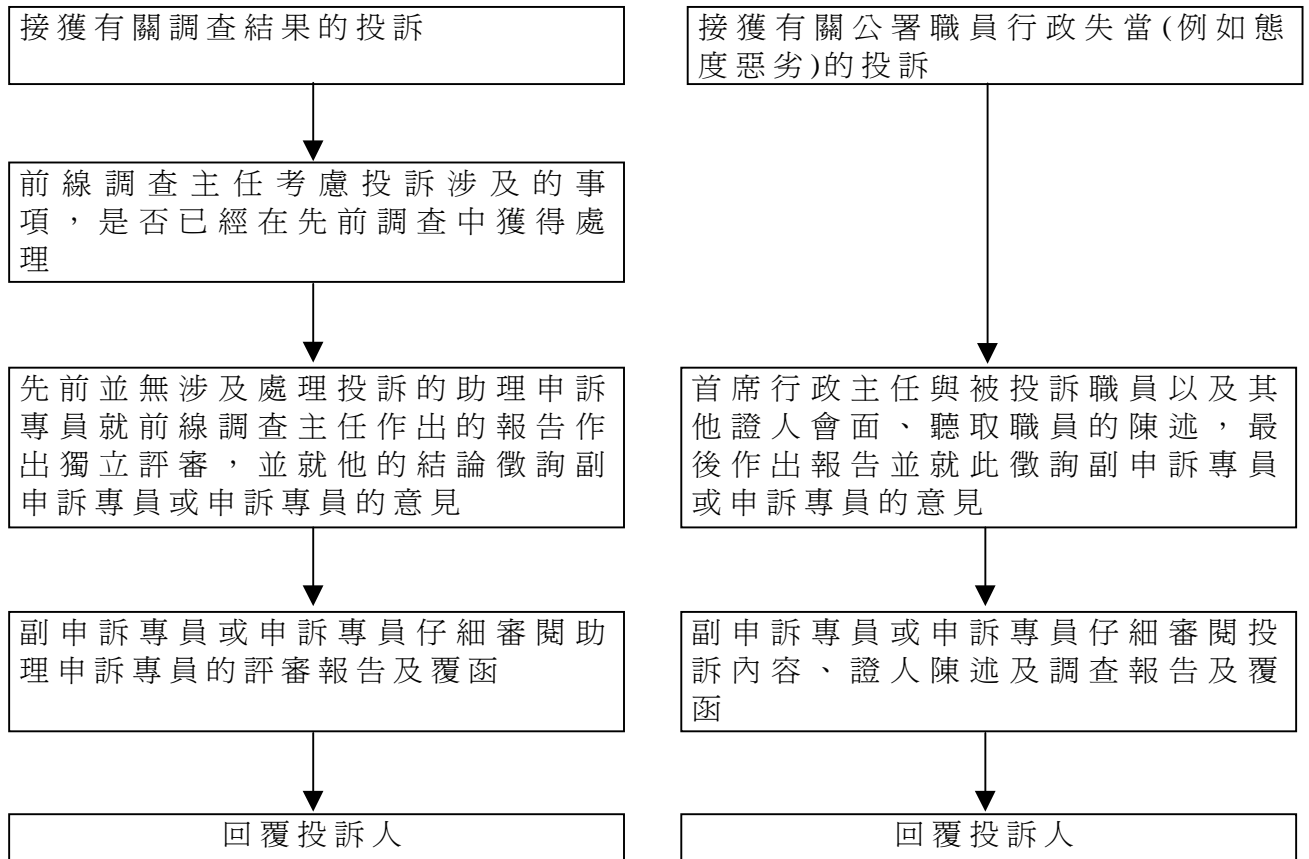 接獲有關調查結果的投訴
前線調查主任考慮投訴涉及的事
項，是否已經在先前調查中獲得處
理
先前並無涉及處理投訴的助理申訴
專員就前線調查主任作出的報告作
出獨立評審，並就他的結論徵詢副
申訴專員或申訴專員的意見
副申訴專員或申訴專員仔細審閱助
理申訴專員的評審報告及覆函
回覆投訴人
接獲有關公署職員行政失當(例如態
度惡劣)的投訴
首席行政主任與被投訴職員以及其
他證人會面、聽取職員的陳述，最
後作出報告並就此徵詢副申訴專員
或申訴專員的意見
副申訴專員或申訴專員仔細審閱投
訴內容、證人陳述及調查報告及覆
函
回覆投訴人